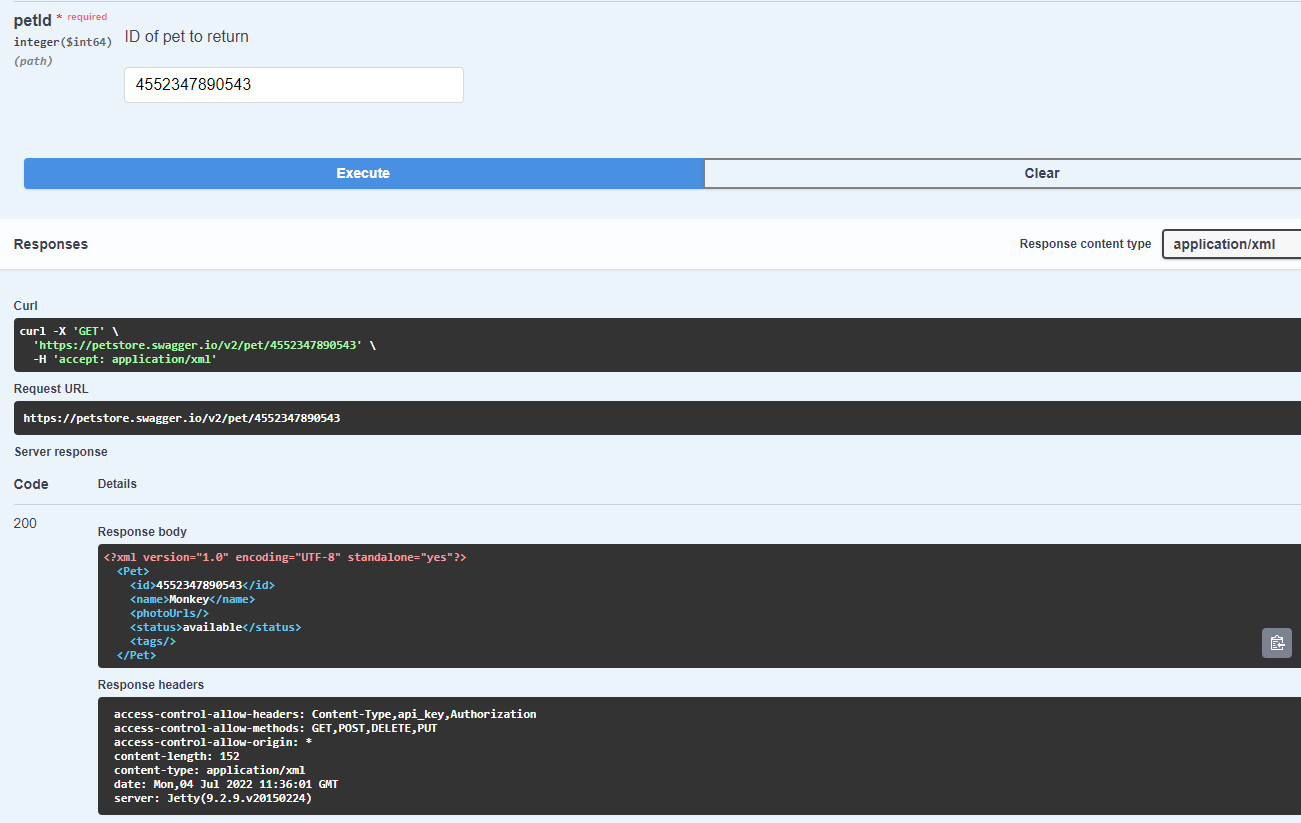 petId * required
integer($int64)
(path)
ID of pet to return
4552347890543
Execute
Clear
Responses
Response content type
application/xml
Curl
curl -X 'GET' \
  'https://petstore.swagger.io/v2/pet/4552347890543' \
  -H 'accept: application/xml'
Request URL
https://petstore.swagger.io/v2/pet/4552347890543
Server response
Code Details
200
Response body
<?xml version="1.0" encoding="UTF-8" standalone="yes"?>
  <Pet>
    <id>4552347890543</id>
    <name>Monkey</name>
    <photoUrls/>
    <status>available</status>
    <tags/>
  </Pet>
Response headers
access-control-allow-headers: Content-Type,api_key,Authorization
access-control-allow-methods: GET,POST,DELETE,PUT
access-control-allow-origin: *
content-length: 152
content-type: application/xml
date: Mon,04 Jul 2022 11:36:01 GMT
server: Jetty(9.2.9.v20150224)